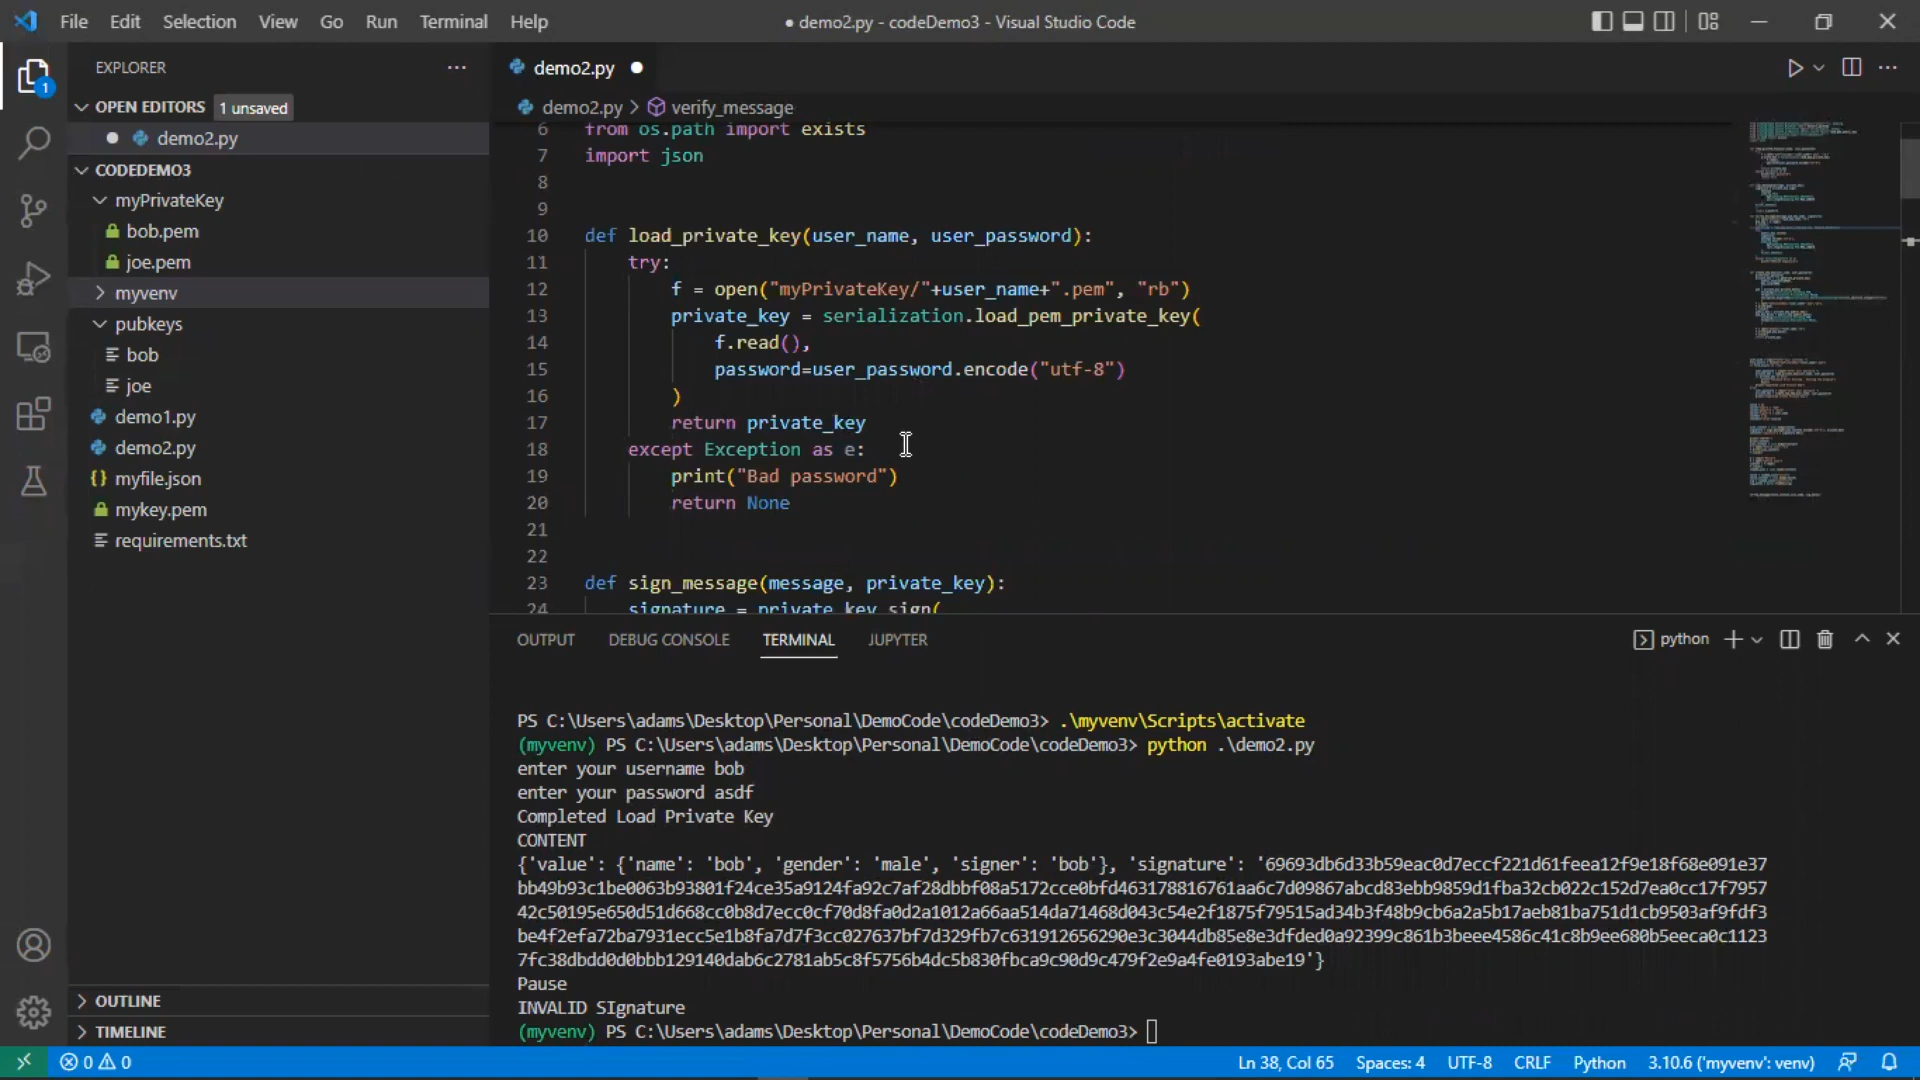 File Edit Selection View Go Run Terminal Help
● demo2.py - codeDemo3 - Visual Studio Code
EXPLORER
OPEN EDITORS 1 unsaved
demo2.py
CODEDEMO3
myPrivateKey
bob.pem
joe.pem
myvenv
pubkeys
bob
joe
demo1.py
demo2.py
myfile.json
mykey.pem
requirements.txt
OUTLINE
TIMELINE
1
demo2.py
demo2.py > verify_message
6 from os.path import exists
7 import json
8
9
10 def load_private_key(user_name, user_password):
11 try:
12 f = open("myPrivateKey/"+user_name+".pem", "rb")
13 private_key = serialization.load_pem_private_key(
14 f.read(),
15 password=user_password.encode("utf-8")
16 )
17 return private_key
18 except Exception as e:
19 print("Bad password")
20 return None
21
22
23 def sign_message(message, private_key):
24 signature = private_key.sign(
OUTPUT DEBUG CONSOLE TERMINAL JUPYTER
python
PS C:\Users\adams\Desktop\Personal\DemoCode\codeDemo3> .\myvenv\Scripts\activate
(myvenv) PS C:\Users\adams\Desktop\Personal\DemoCode\codeDemo3> python .\demo2.py
enter your username bob
enter your password asdf
Completed Load Private Key
CONTENT
{'value': {'name': 'bob', 'gender': 'male', 'signer': 'bob'}, 'signature': '69693db6d33b59eac0d7eccf221d61feea12f9e18f68e091e37
bb49b93c1be0063b93801f24ce35a9124fa92c7af28dbbf08a5172cce0bfd463178816761aa6c7d09867abcd83ebb9859d1fba32cb022c152d7ea0cc17f7957
42c50195e650d51d668cc0b8d7ecc0cf70d8fa0d2a1012a66aa514da71468d043c54e2f1875f79515ad34b3f48b9cb6a2a5b17aeb81ba751d1cb9503af9fdf3
be4f2efa72ba7931ecc5e1b8fa7d7f3cc027637bf7d329fb7c631912656290e3c3044db85e8e3dfded0a92399c861b3beee4586c41c8b9ee680b5eeca0c1123
7fc38dbdd0d0bbb129140dab6c2781ab5c8f5756b4dc5b830fbca9c90d9c479f2e9a4fe0193abe19'}
Pause
INVALID SIgnature
(myvenv) PS C:\Users\adams\Desktop\Personal\DemoCode\codeDemo3>
0 0
Ln 38, Col 65 Spaces: 4 UTF-8 CRLF Python 3.10.6 ('myvenv': venv)